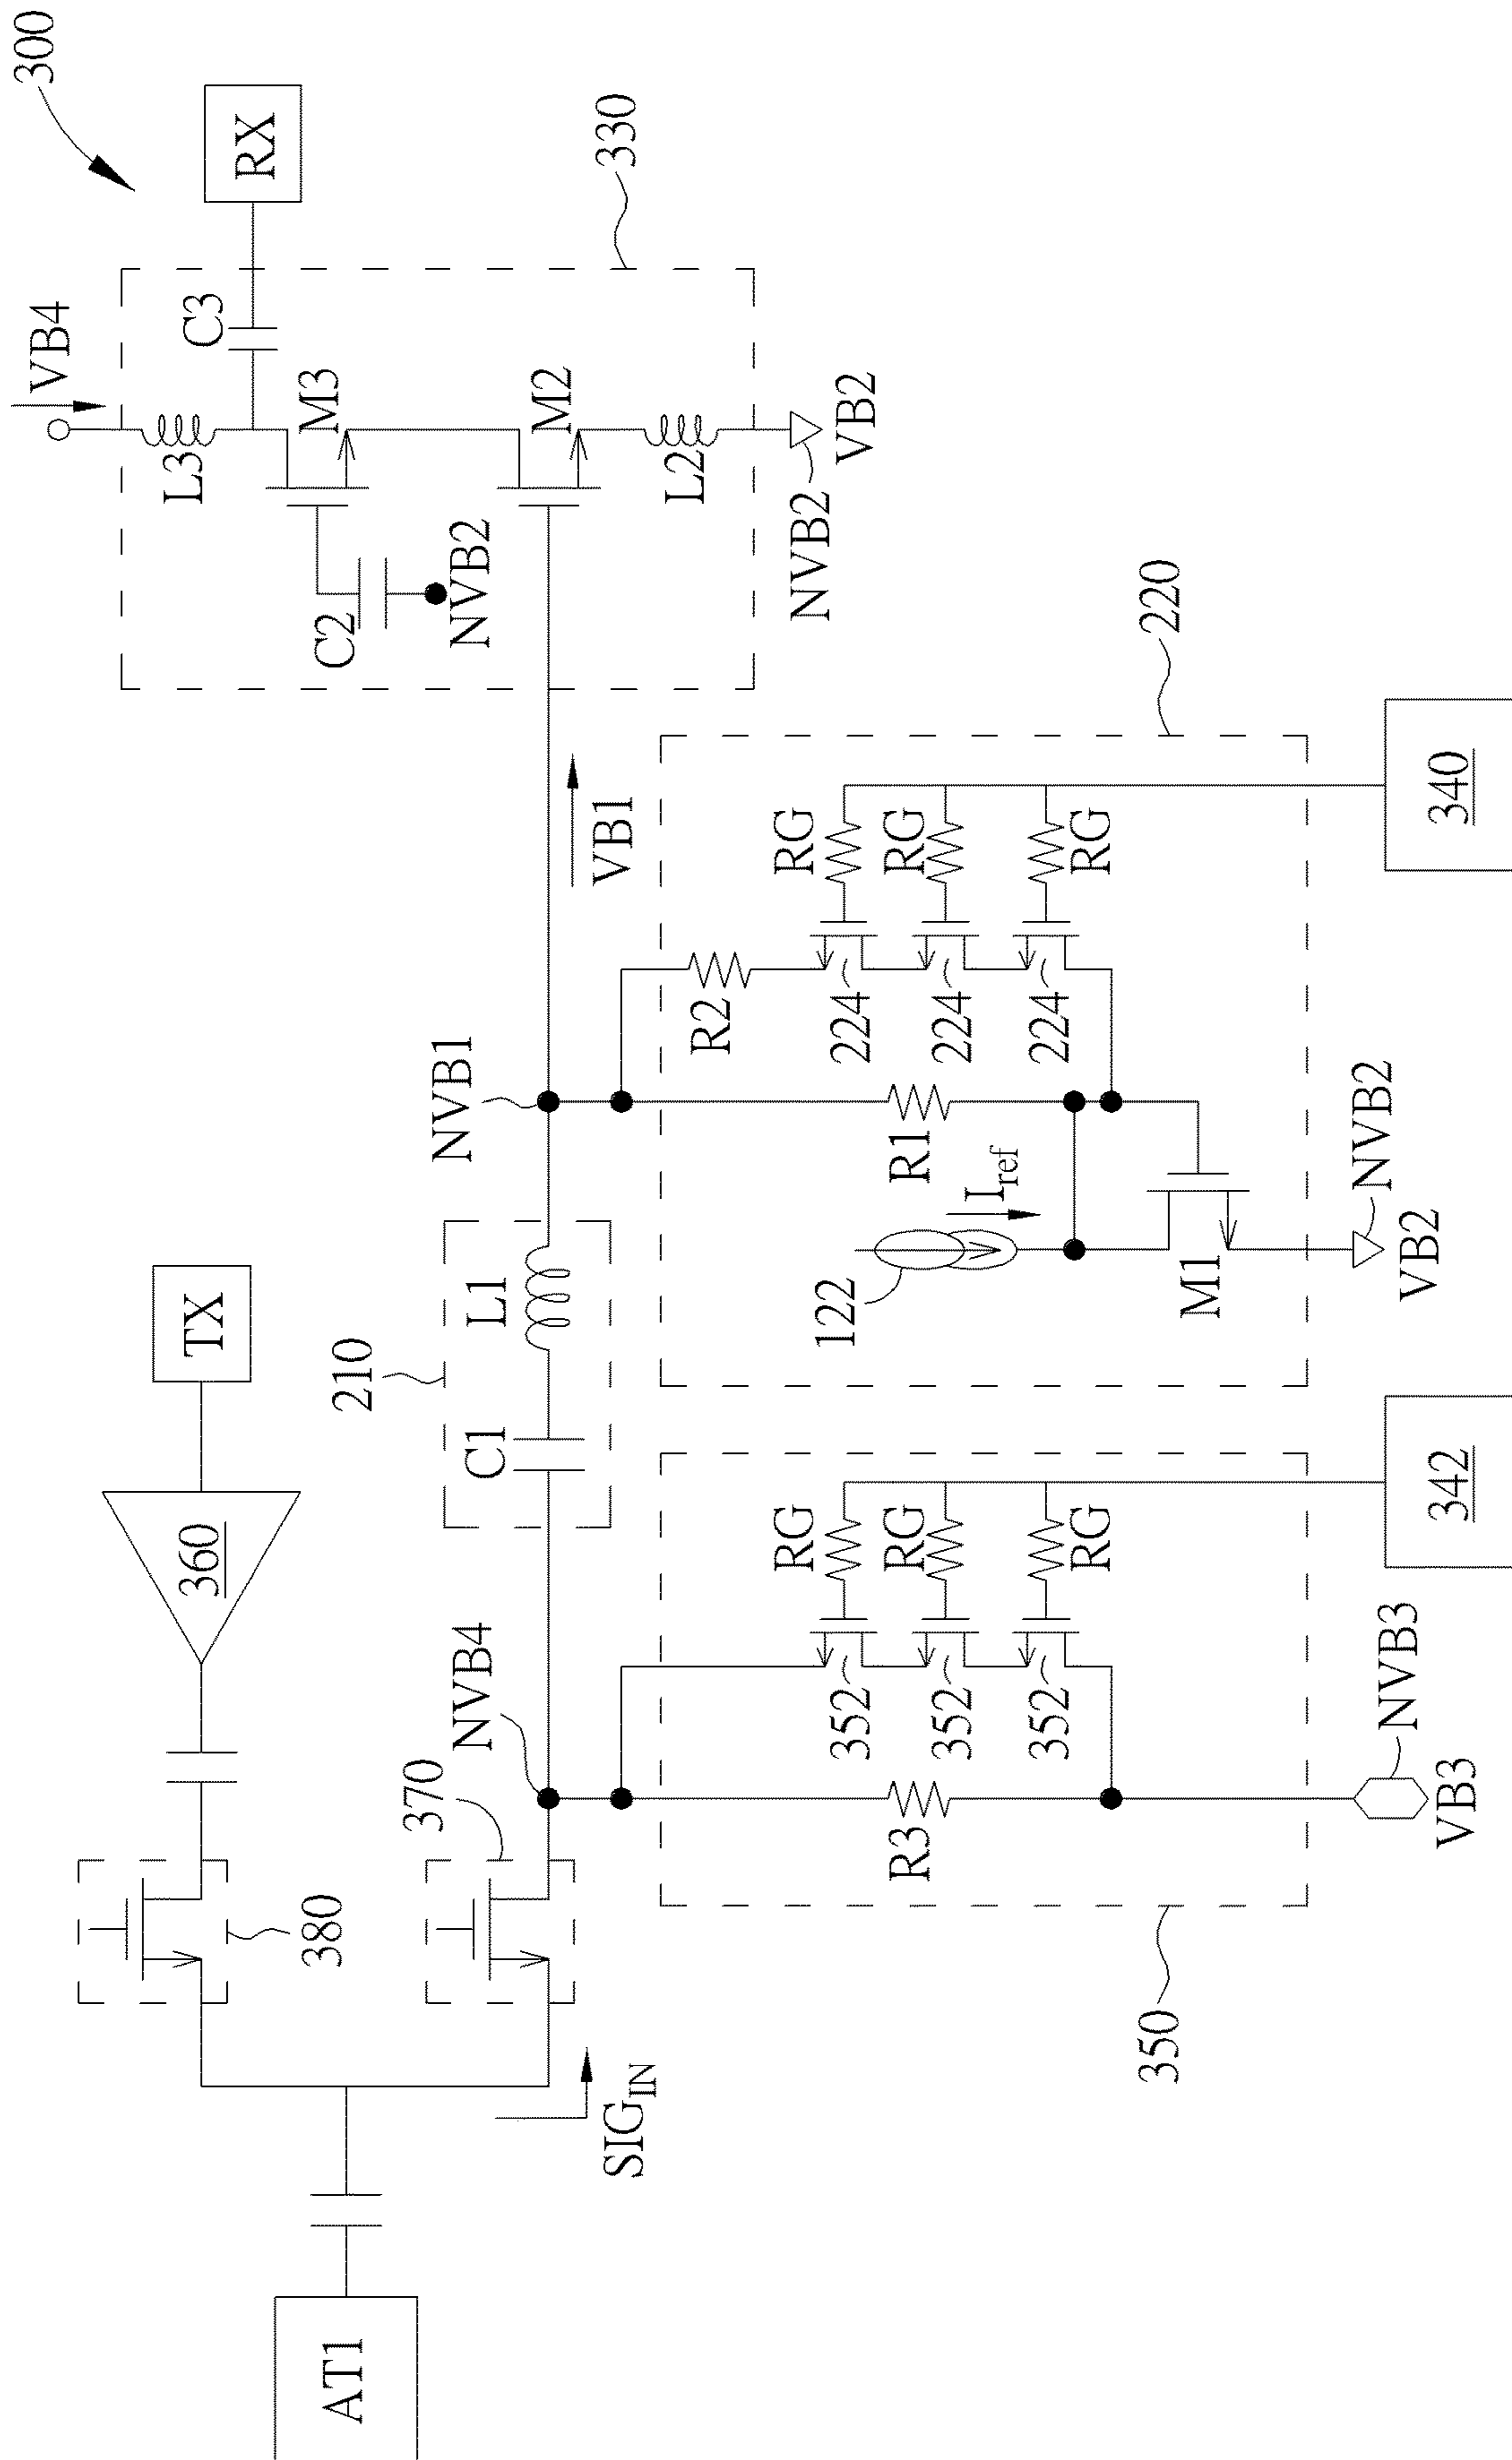 300
VB4
RX
C3
L3
M3
330
C2
NVB2
M2
L2
NVB2
VB2
VB1
NVB1
220
RG
RG
RG
R2
224
224
224
R1
I_ref
122
M1
NVB2
VB2
340
TX
210
L1
C1
360
NVB4
370
380
RG
RG
RG
352
352
352
R3
342
NVB3
VB3
350
SIG_IN
AT1